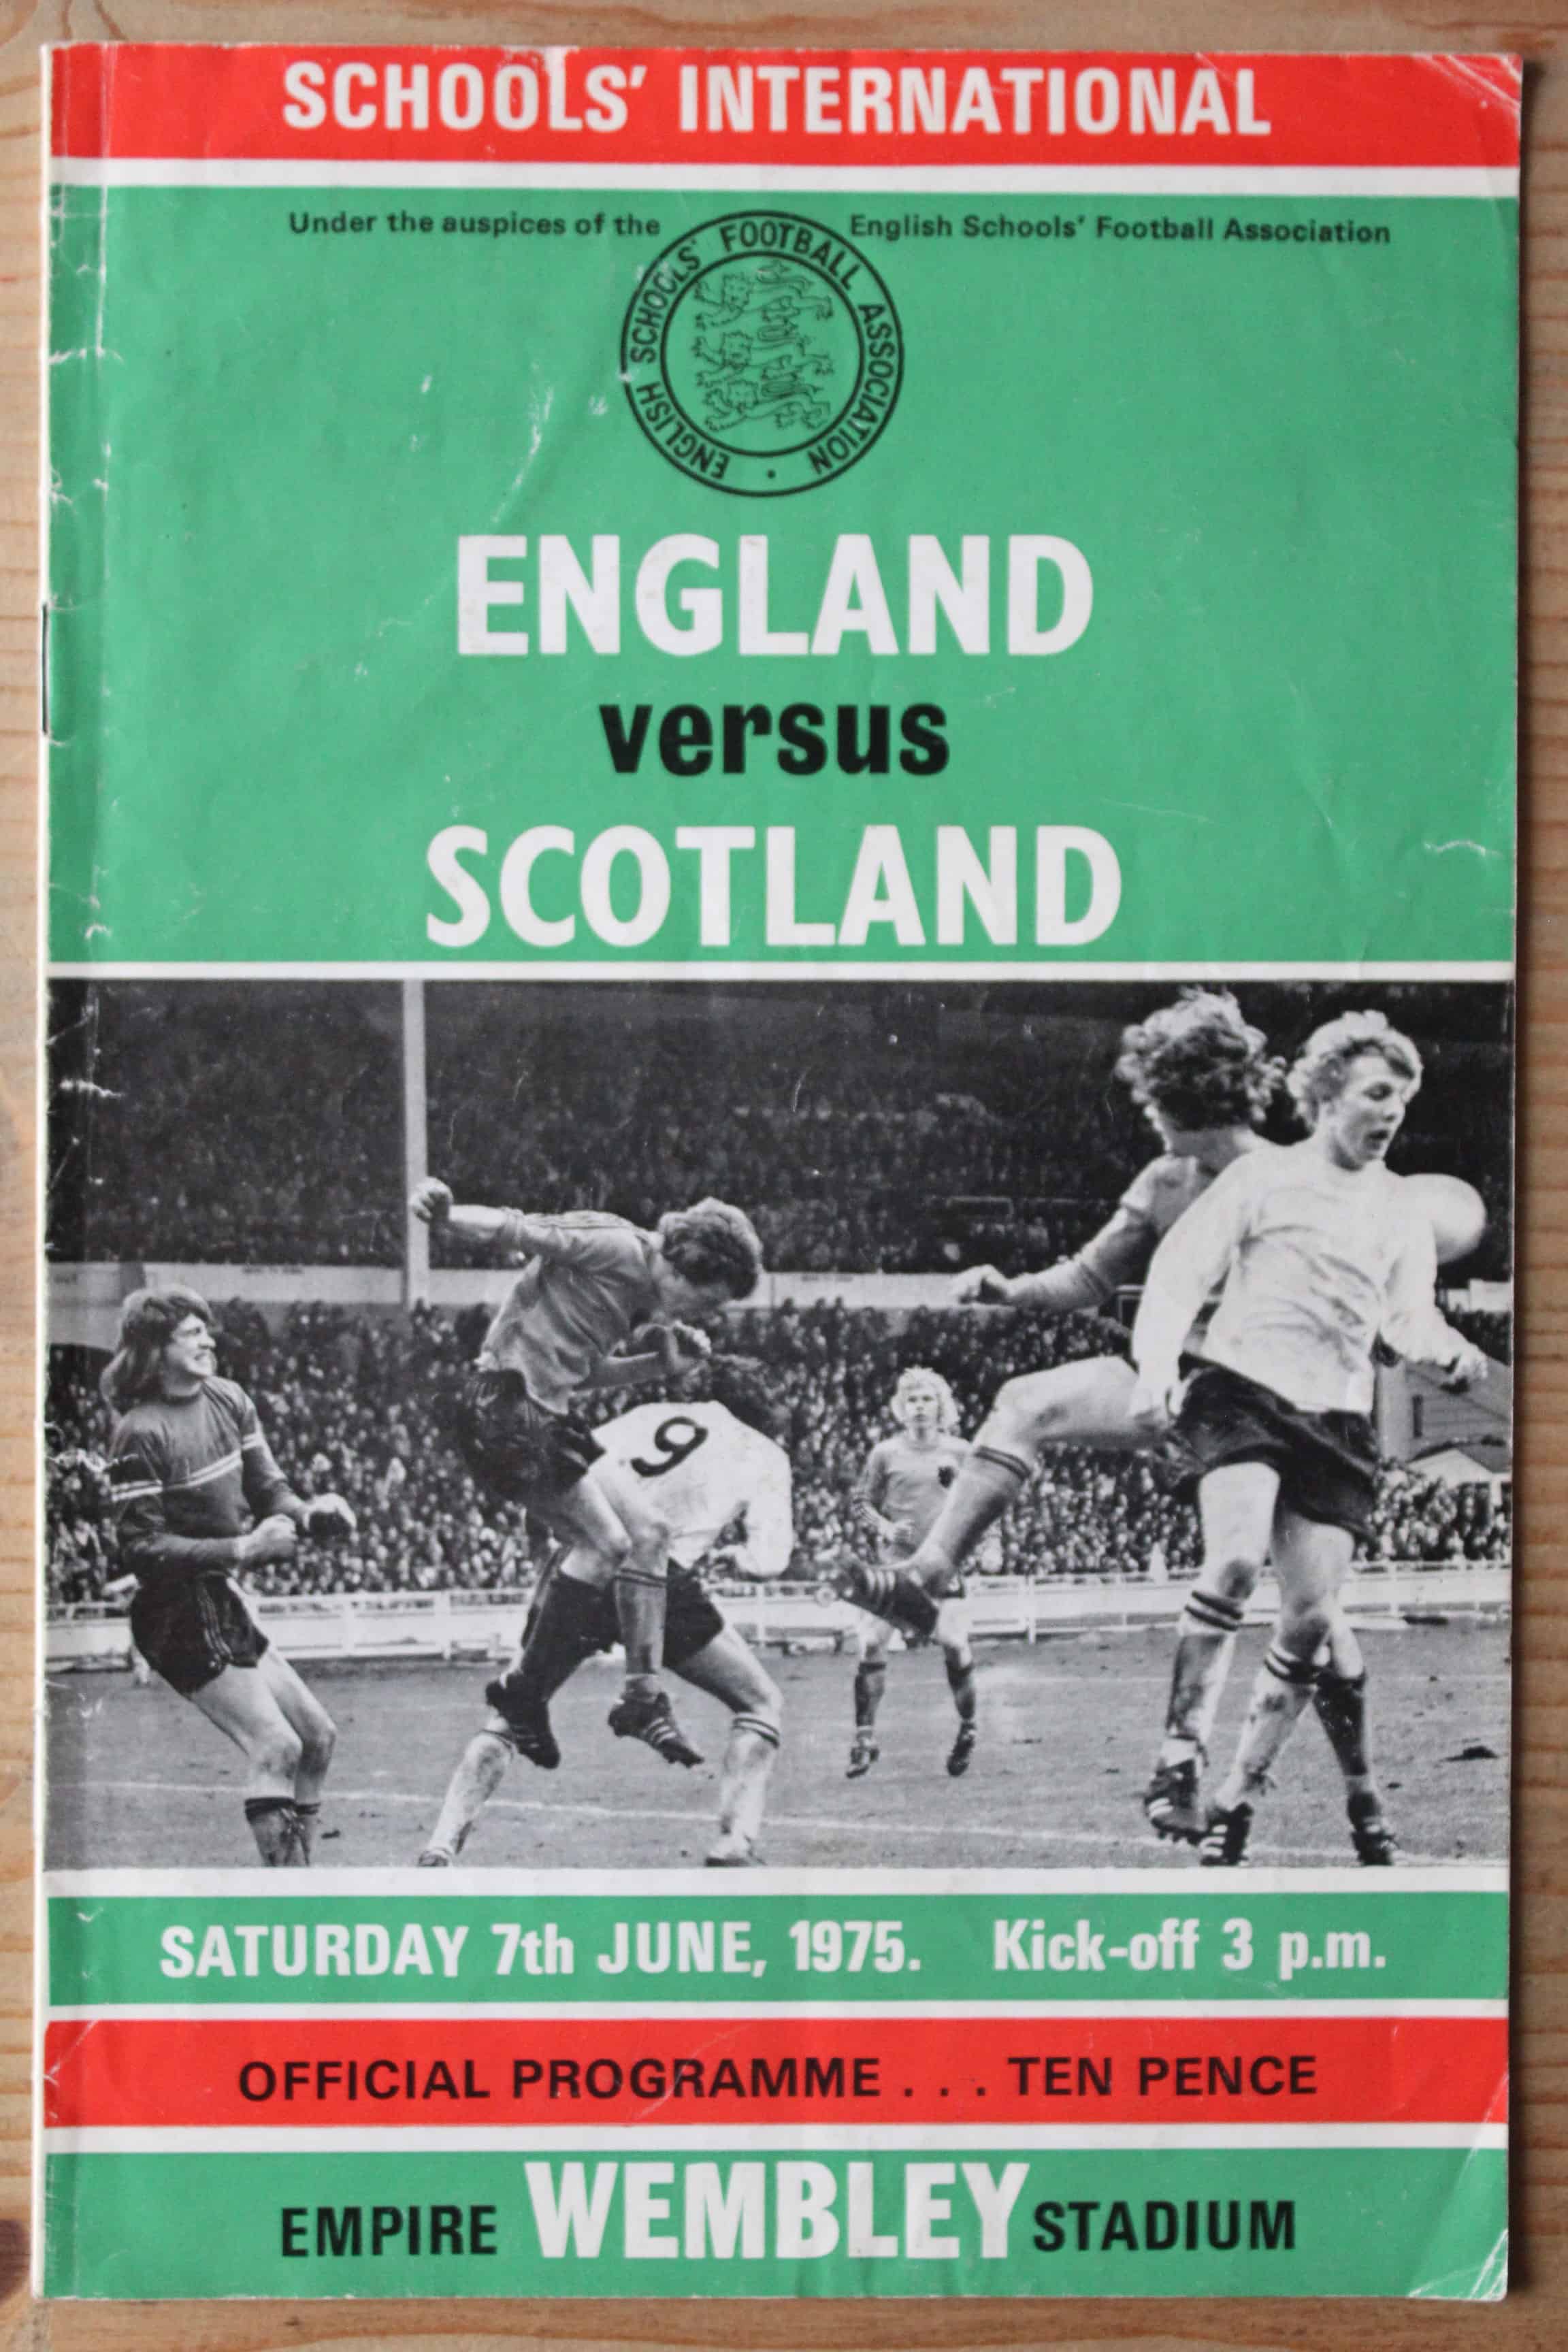 SCHOOLS' INTERNATIONAL
Under the auspices of the English Schools' Football Association
ENGLISH SCHOOLS' FOOTBALL ASSOCIATION •
ENGLAND
versus
SCOTLAND
9
SATURDAY 7th JUNE, 1975. Kick-off 3 p.m.
OFFICIAL PROGRAMME . . . TEN PENCE
EMPIRE WEMBLEY STADIUM